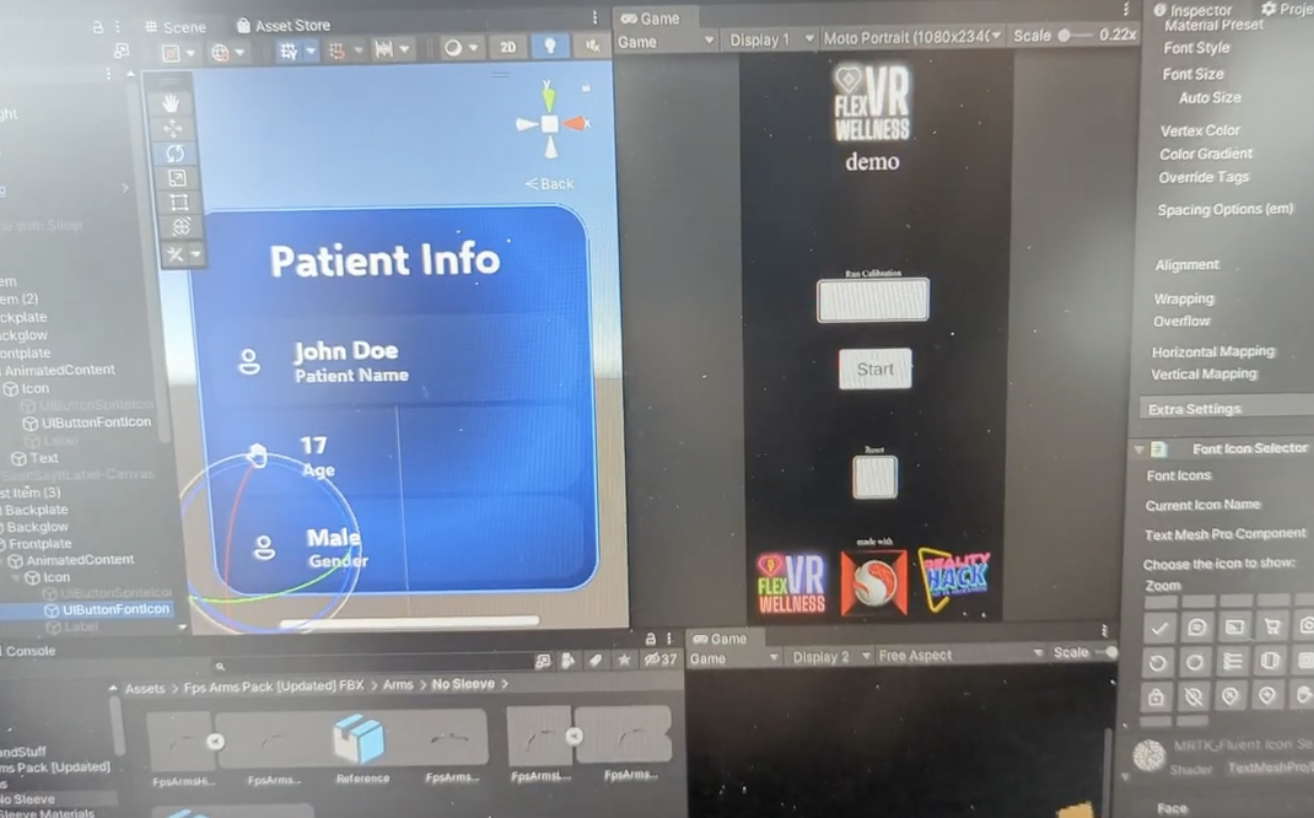 Scene
Asset Store
2D
Y
x
Back
Patient Info
John Doe
Patient Name
17
Age
Male
Gender
ght
em
em (2)
ckplate
ackglow
ontplate
AnimatedContent
Icon
UIButtonSpriteIco
UIButtonFontIcon
Label
Text
st Item (3)
Backplate
Backglow
Frontplate
AnimatedContent
Icon
UIButtonSpriteIco
UIButtonFontIcon
Label
Game
Game
Display 1
Moto Portrait (1080x234(
Scale
0.22x
FLEX VR
WELLNESS
demo
Run Calibration
Start
Reset
made with
FLEX VR
WELLNESS
REALITY
HACK
Inspector
Proje
Material Preset
Font Style
Font Size
Auto Size
Vertex Color
Color Gradient
Override Tags
Spacing Options (em)
Alignment
Wrapping
Overflow
Horizontal Mapping
Vertical Mapping
Extra Settings
Font Icon Selector
Font Icons
Current Icon Name
Text Mesh Pro Component
Choose the icon to show:
Zoom
MRTK_Fluent Icon Se
Shader
TextMeshPro/
Face
Console
37
Assets > Fps Arms Pack [Updated] FBX > Arms > No Sleeve >
FpsArmsHi...
FpsArms...
Reference
FpsArms...
FpsArmsL...
FpsArms...
andStuff
ms Pack [Updated]
No Sleeve
Sleeve Materials
Game
Game
Display 2
Free Aspect
Scale